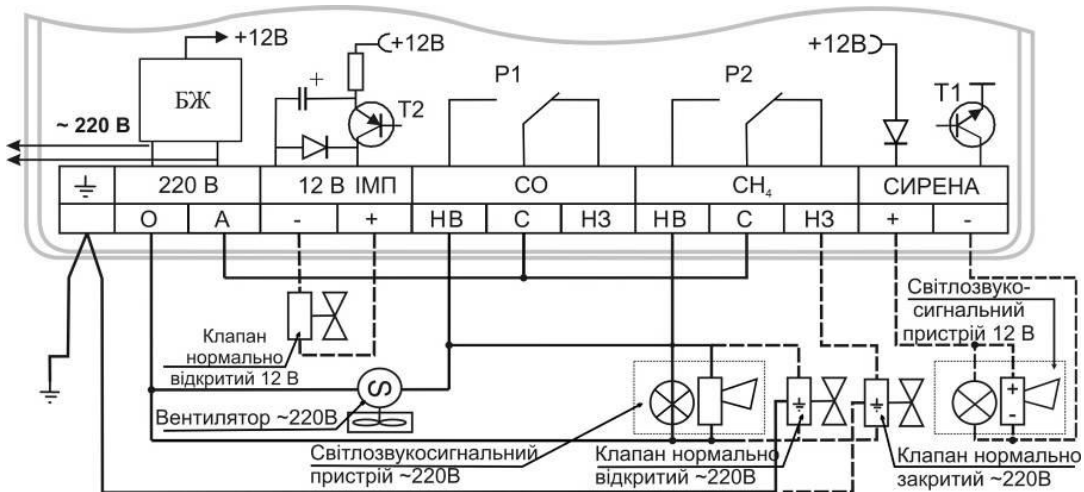 +12В
+12В
+12В
БЖ
+
Т2
Р1
Р2
Т1
~ 220 В
220 В
12 В ІМП
СО
СН₄
СИРЕНА
О
А
-
+
НВ
С
НЗ
НВ
С
НЗ
+
-
Світлозвуко-
сигнальний
пристрій 12 В
Клапан
нормально
відкритий 12 В
S
+
-
Вентилятор ~220В
Світлозвукосигнальний
пристрій ~220В
Клапан нормально
відкритий ~220В
Клапан нормально
закритий ~220В